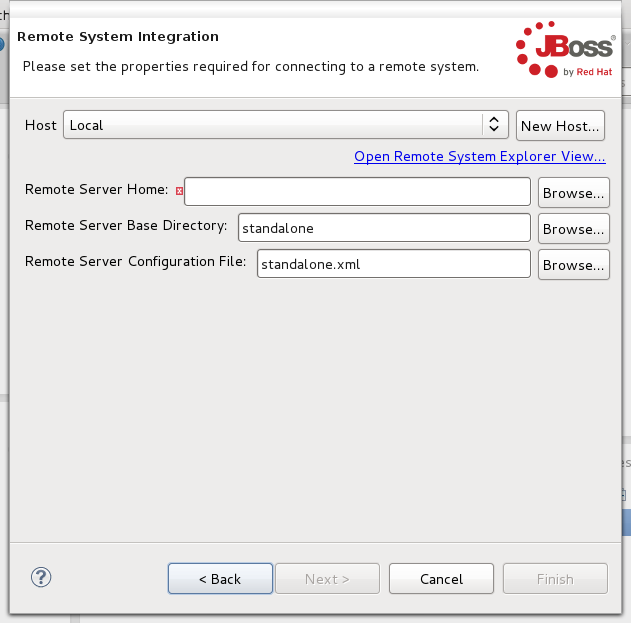 th
Remote System Integration
Please set the properties required for connecting to a remote system.
JBoss®
by Red Hat
Host Local New Host...
Open Remote System Explorer View...
Remote Server Home: Browse...
Remote Server Base Directory: standalone Browse...
Remote Server Configuration File: standalone.xml Browse...
es
? < Back Next > Cancel Finish